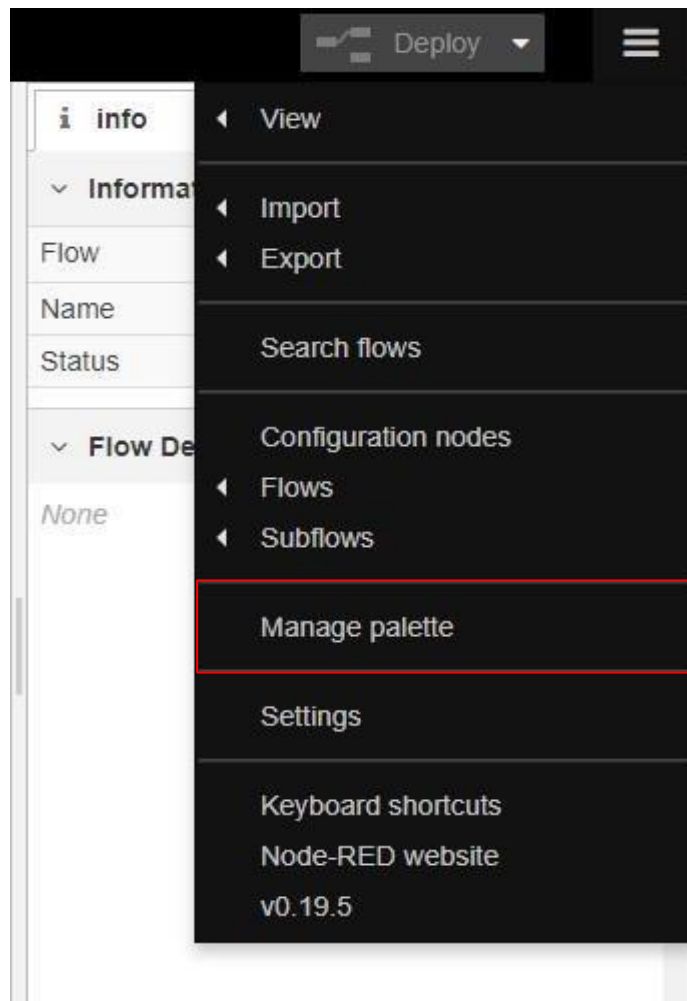 Deploy
info
View
Informat
Import
Flow
Export
Name
Search flows
Status
Configuration nodes
Flow De
Flows
None
Subflows
Manage palette
Settings
Keyboard shortcuts
Node-RED website
v0.19.5